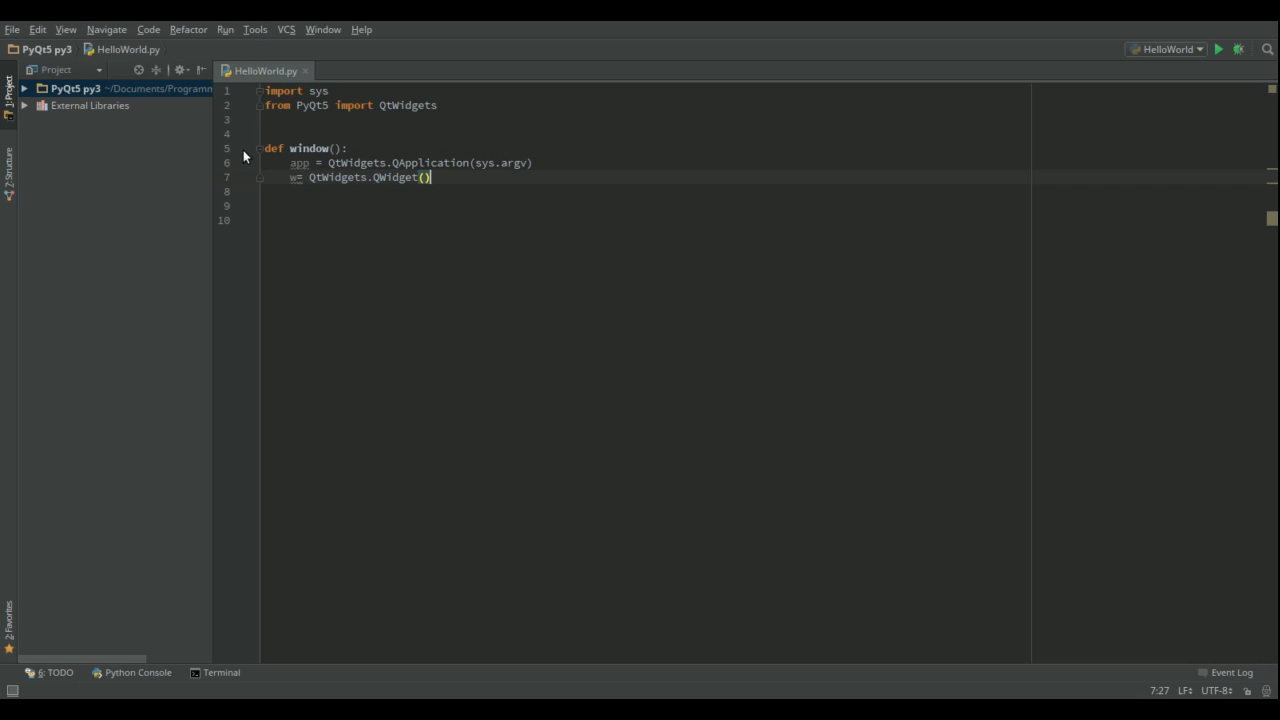 File Edit View Navigate Code Refactor Run Tools VCS Window Help
PyQt5 py3 HelloWorld.py HelloWorld
Project HelloWorld.py
1: Project
PyQt5 py3 ~/Documents/Programm
External Libraries
Z: Structure
1 import sys
2 from PyQt5 import QtWidgets
3
4
5 def window():
6 app = QtWidgets.QApplication(sys.argv)
7 w= QtWidgets.QWidget()
8
9
10
2: Favorites
6: TODO Python Console Terminal Event Log
7:27 LF UTF-8